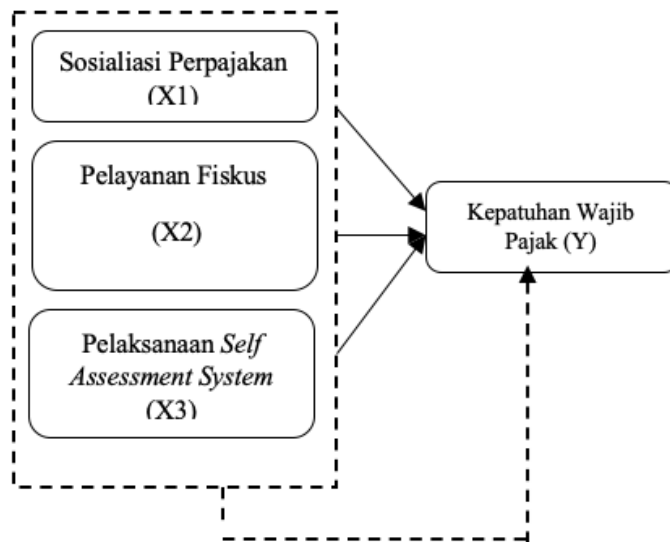 Sosialiasi Perpajakan
(X1)
Pelayanan Fiskus
(X2)
Pelaksanaan Self
Assessment System
(X3)
Kepatuhan Wajib
Pajak (Y)